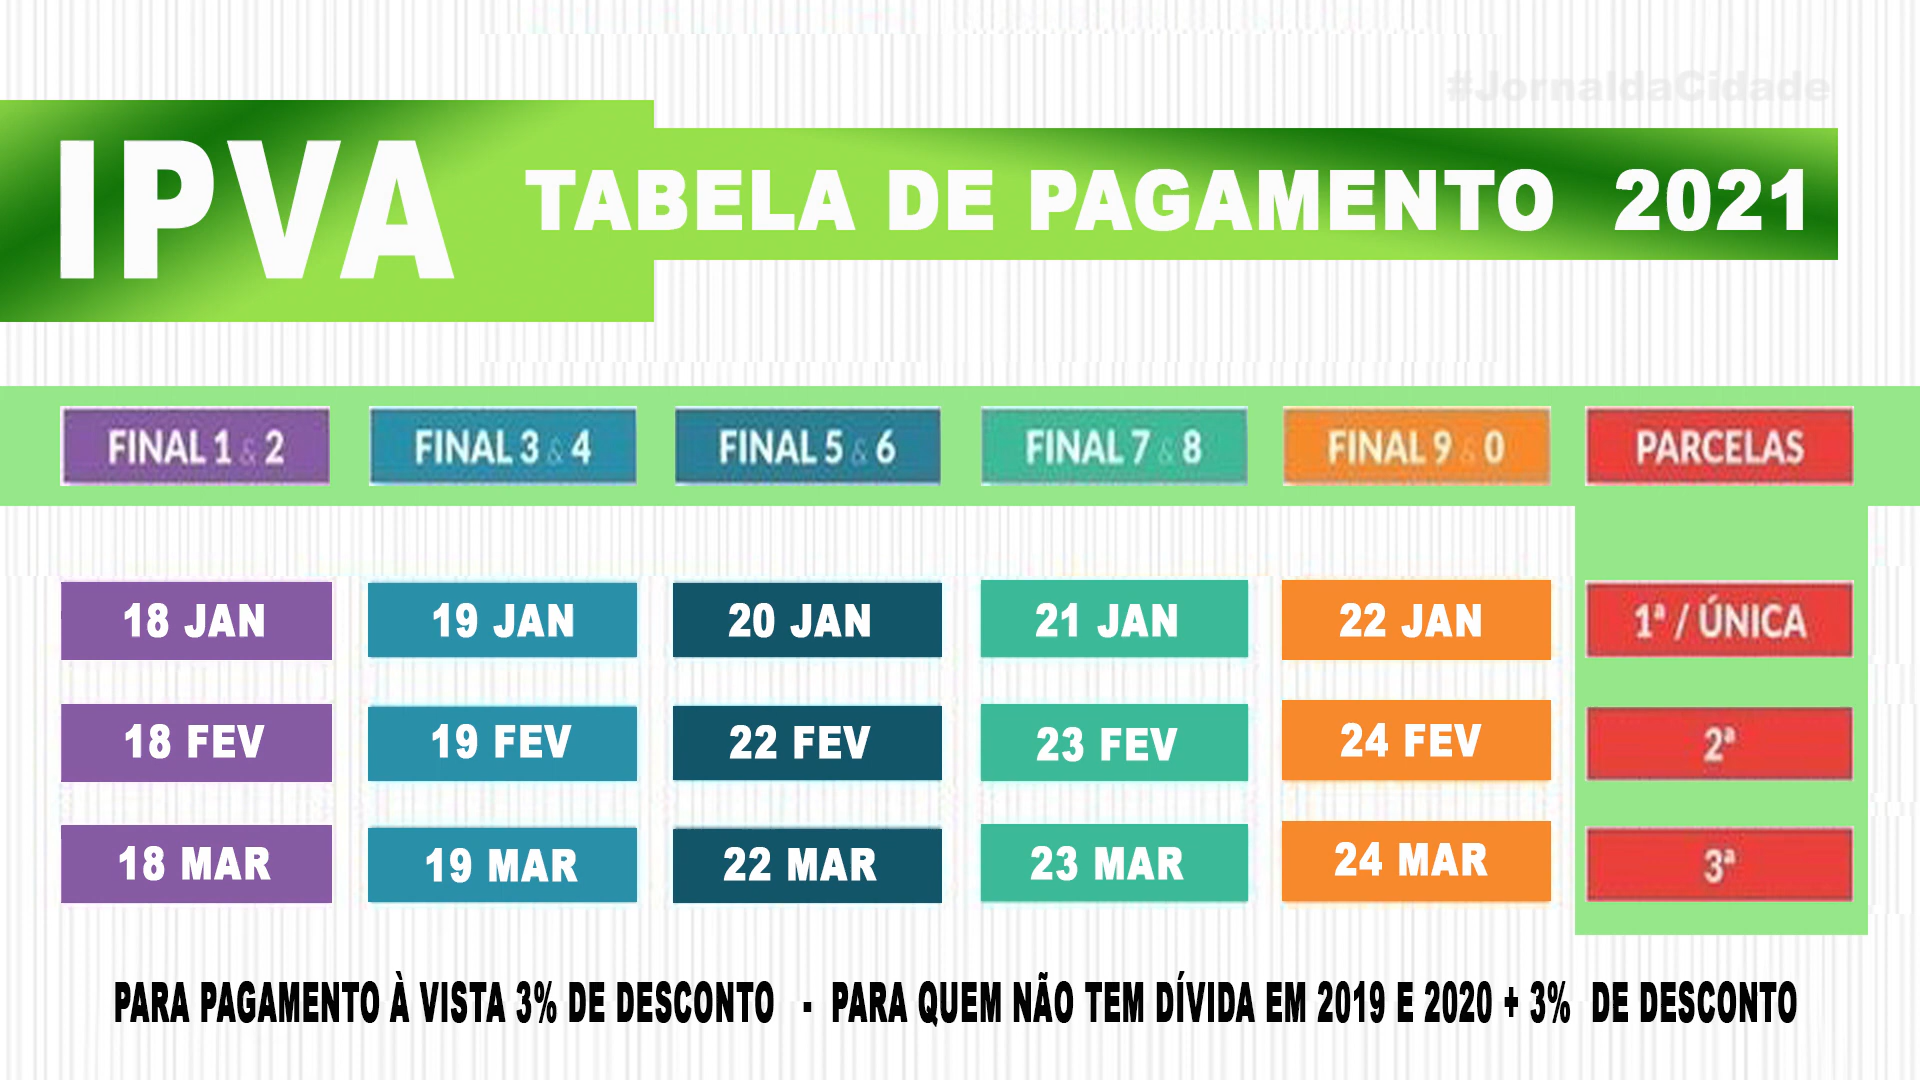 #JornaldaCidade
IPVA TABELA DE PAGAMENTO 2021
FINAL 1 & 2 FINAL 3 & 4 FINAL 5 & 6 FINAL 7 & 8 FINAL 9 & 0 PARCELAS
18 JAN 19 JAN 20 JAN 21 JAN 22 JAN 1ª / ÚNICA
18 FEV 19 FEV 22 FEV 23 FEV 24 FEV 2ª
18 MAR 19 MAR 22 MAR 23 MAR 24 MAR 3ª
PARA PAGAMENTO À VISTA 3% DE DESCONTO - PARA QUEM NÃO TEM DÍVIDA EM 2019 E 2020 + 3% DE DESCONTO